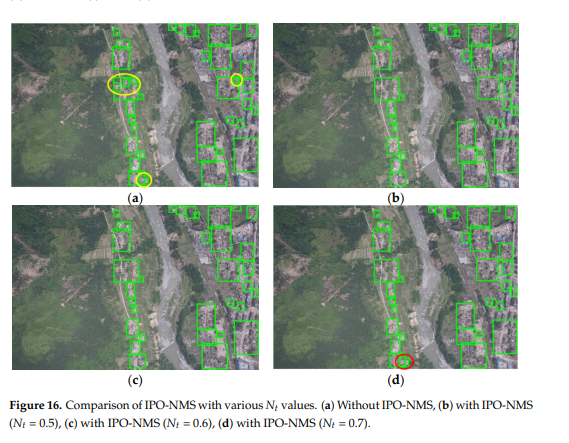 (a)
(b)
(c)
(d)
Figure 16. Comparison of IPO-NMS with various Nt values. (a) Without IPO-NMS, (b) with IPO-NMS
(Nt = 0.5), (c) with IPO-NMS (Nt = 0.6), (d) with IPO-NMS (Nt = 0.7).